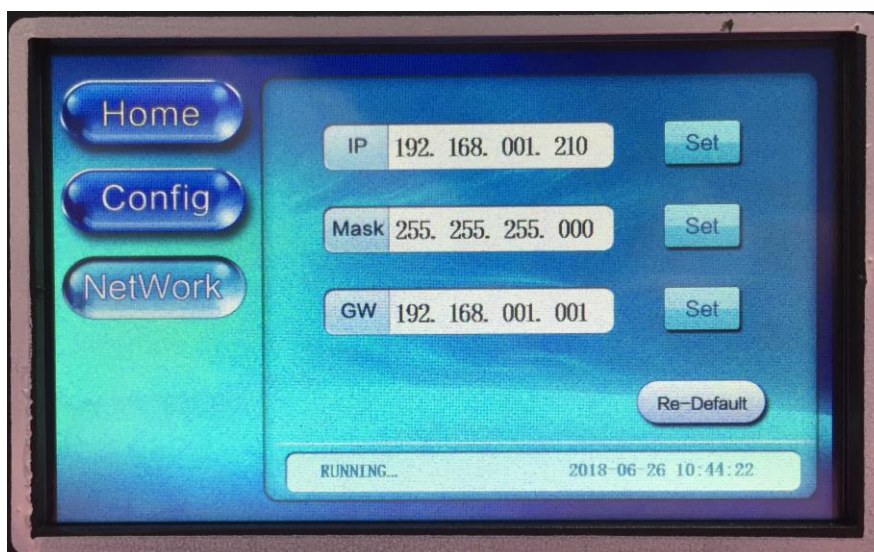 Home
Config
NetWork
IP 192. 168. 001. 210 Set
Mask 255. 255. 255. 000 Set
GW 192. 168. 001. 001 Set
Re-Default
RUNNING... 2018-06-26 10:44:22